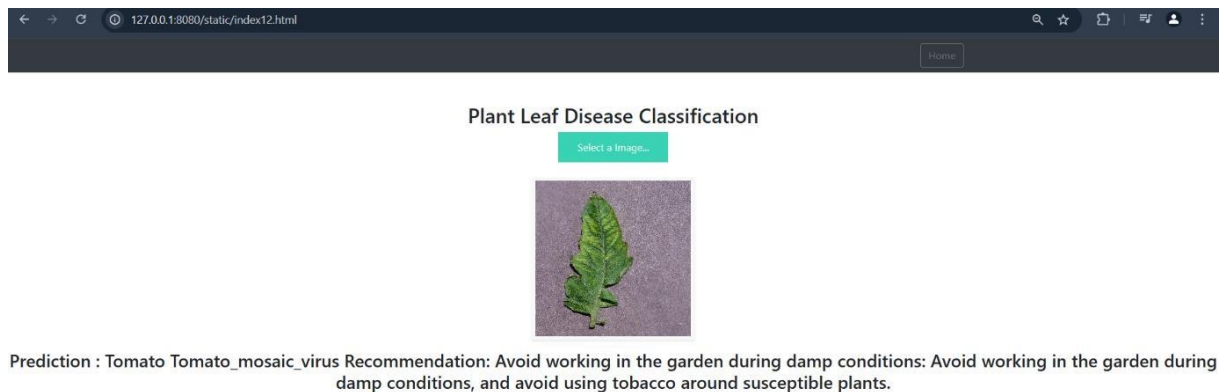 127.0.0.1:8080/static/index12.html
Home
Plant Leaf Disease Classification
Select a Image...
Prediction : Tomato Tomato_mosaic_virus Recommendation: Avoid working in the garden during damp conditions: Avoid working in the garden during
damp conditions, and avoid using tobacco around susceptible plants.